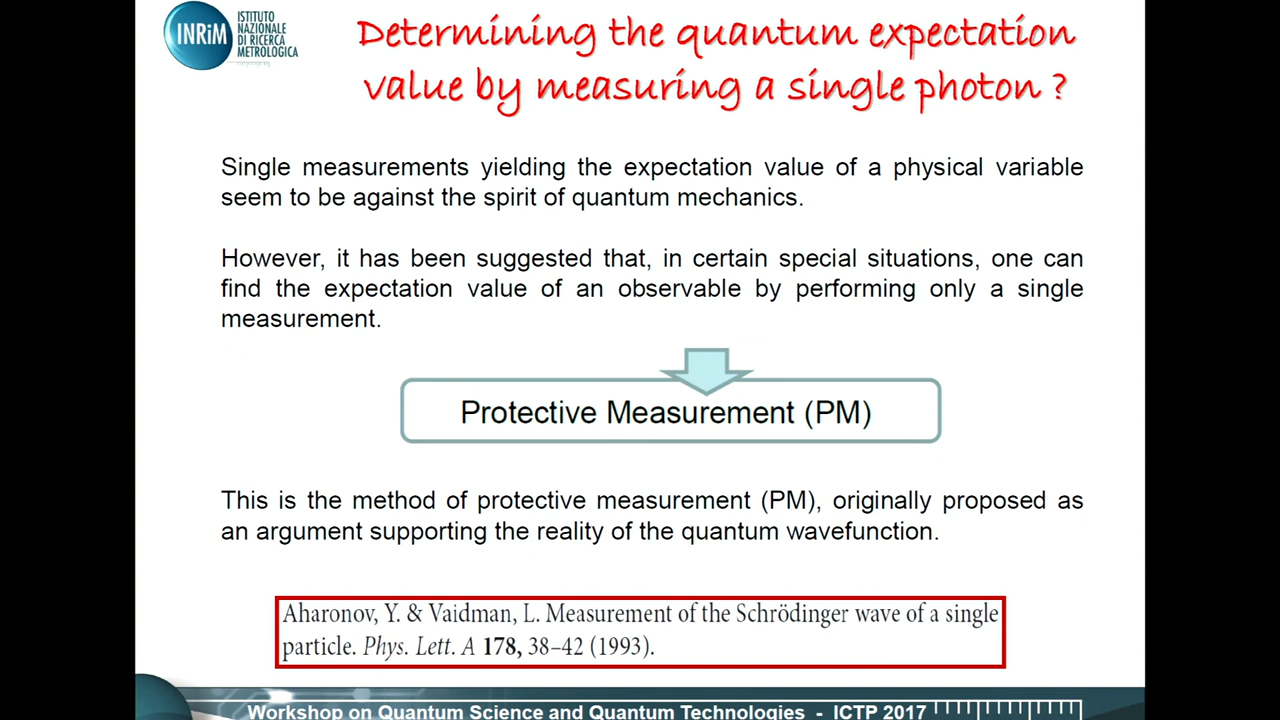 INRiM
ISTITUTO
NAZIONALE
DI RICERCA
METROLOGICA
Determining the quantum expectation
value by measuring a single photon ?
Single measurements yielding the expectation value of a physical variable
seem to be against the spirit of quantum mechanics.
However, it has been suggested that, in certain special situations, one can
find the expectation value of an observable by performing only a single
measurement.
Protective Measurement (PM)
This is the method of protective measurement (PM), originally proposed as
an argument supporting the reality of the quantum wavefunction.
Aharonov, Y. & Vaidman, L. Measurement of the Schrödinger wave of a single
particle. Phys. Lett. A 178, 38–42 (1993).
Workshop on Quantum Science and Quantum Technologies - ICTP 2017